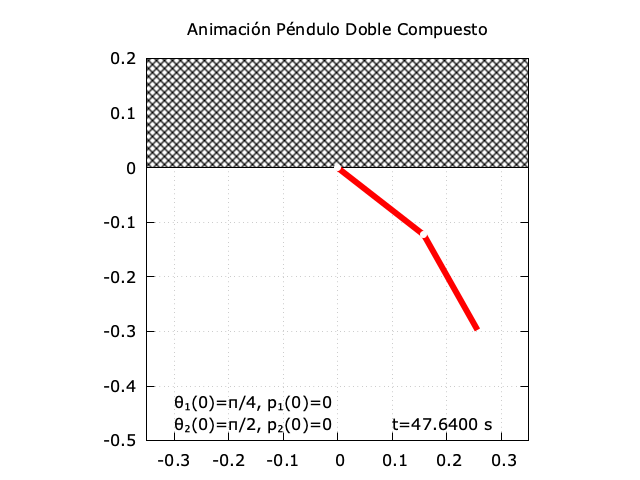 Animación Péndulo Doble Compuesto
0.2
0.1
0
-0.1
-0.2
-0.3
-0.4
-0.5
θ₁(0)=π/4, p₁(0)=0
θ₂(0)=π/2, p₂(0)=0 t=47.6400 s
-0.3 -0.2 -0.1 0 0.1 0.2 0.3